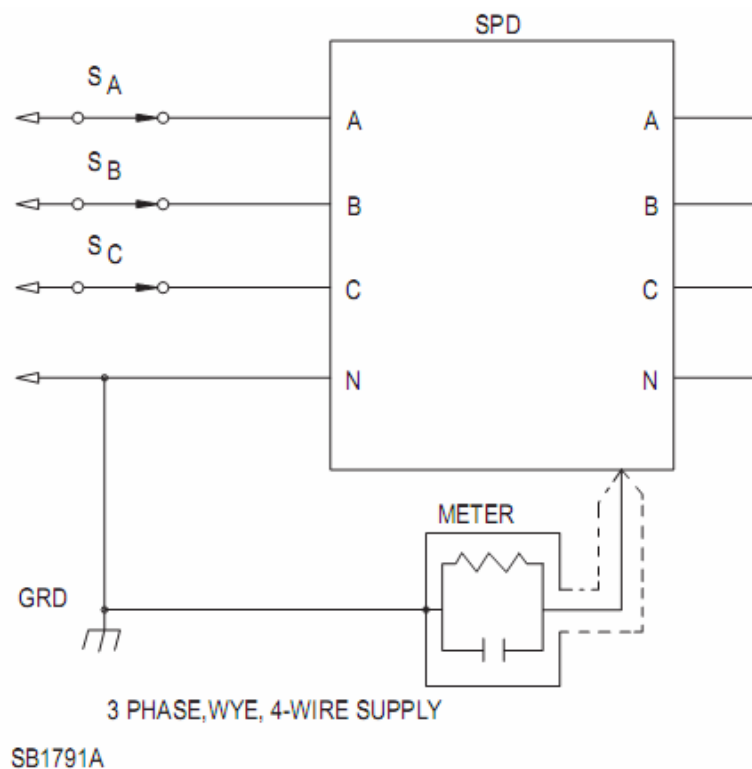 SPD
S A
A
A
S B
B
B
S C
C
C
N
N
METER
GRD
3 PHASE,WYE, 4-WIRE SUPPLY
SB1791A